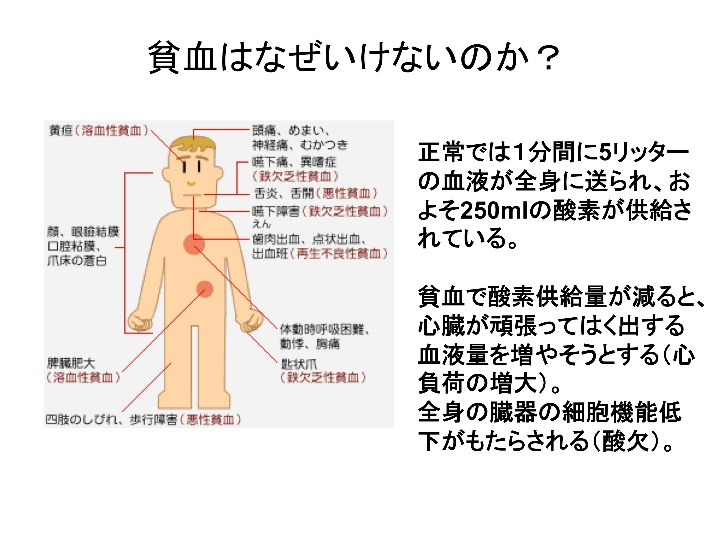 貧血はなぜいけないのか？
黄疸（溶血性貧血）
頭痛、めまい、
神経痛、むかつき
嚥下痛、異嗜症
（鉄欠乏性貧血）
舌炎、舌開（悪性貧血）
嚥下障害（鉄欠乏性貧血）
えん
歯肉出血、点状出血、
出血斑（再生不良性貧血）
顔、眼瞼結膜
口腔粘膜、
爪床の蒼白
体動時呼吸困難、
動悸、胸痛
脾臓肥大
（溶血性貧血）
匙状爪
（鉄欠乏性貧血）
四肢のしびれ、歩行障害（悪性貧血）
正常では１分間に5リッター
の血液が全身に送られ、お
よそ250mlの酸素が供給さ
れている。
貧血で酸素供給量が減ると、
心臓が頑張ってはく出する
血液量を増やそうとする（心
負荷の増大）。
全身の臓器の細胞機能低
下がもたらされる（酸欠）。